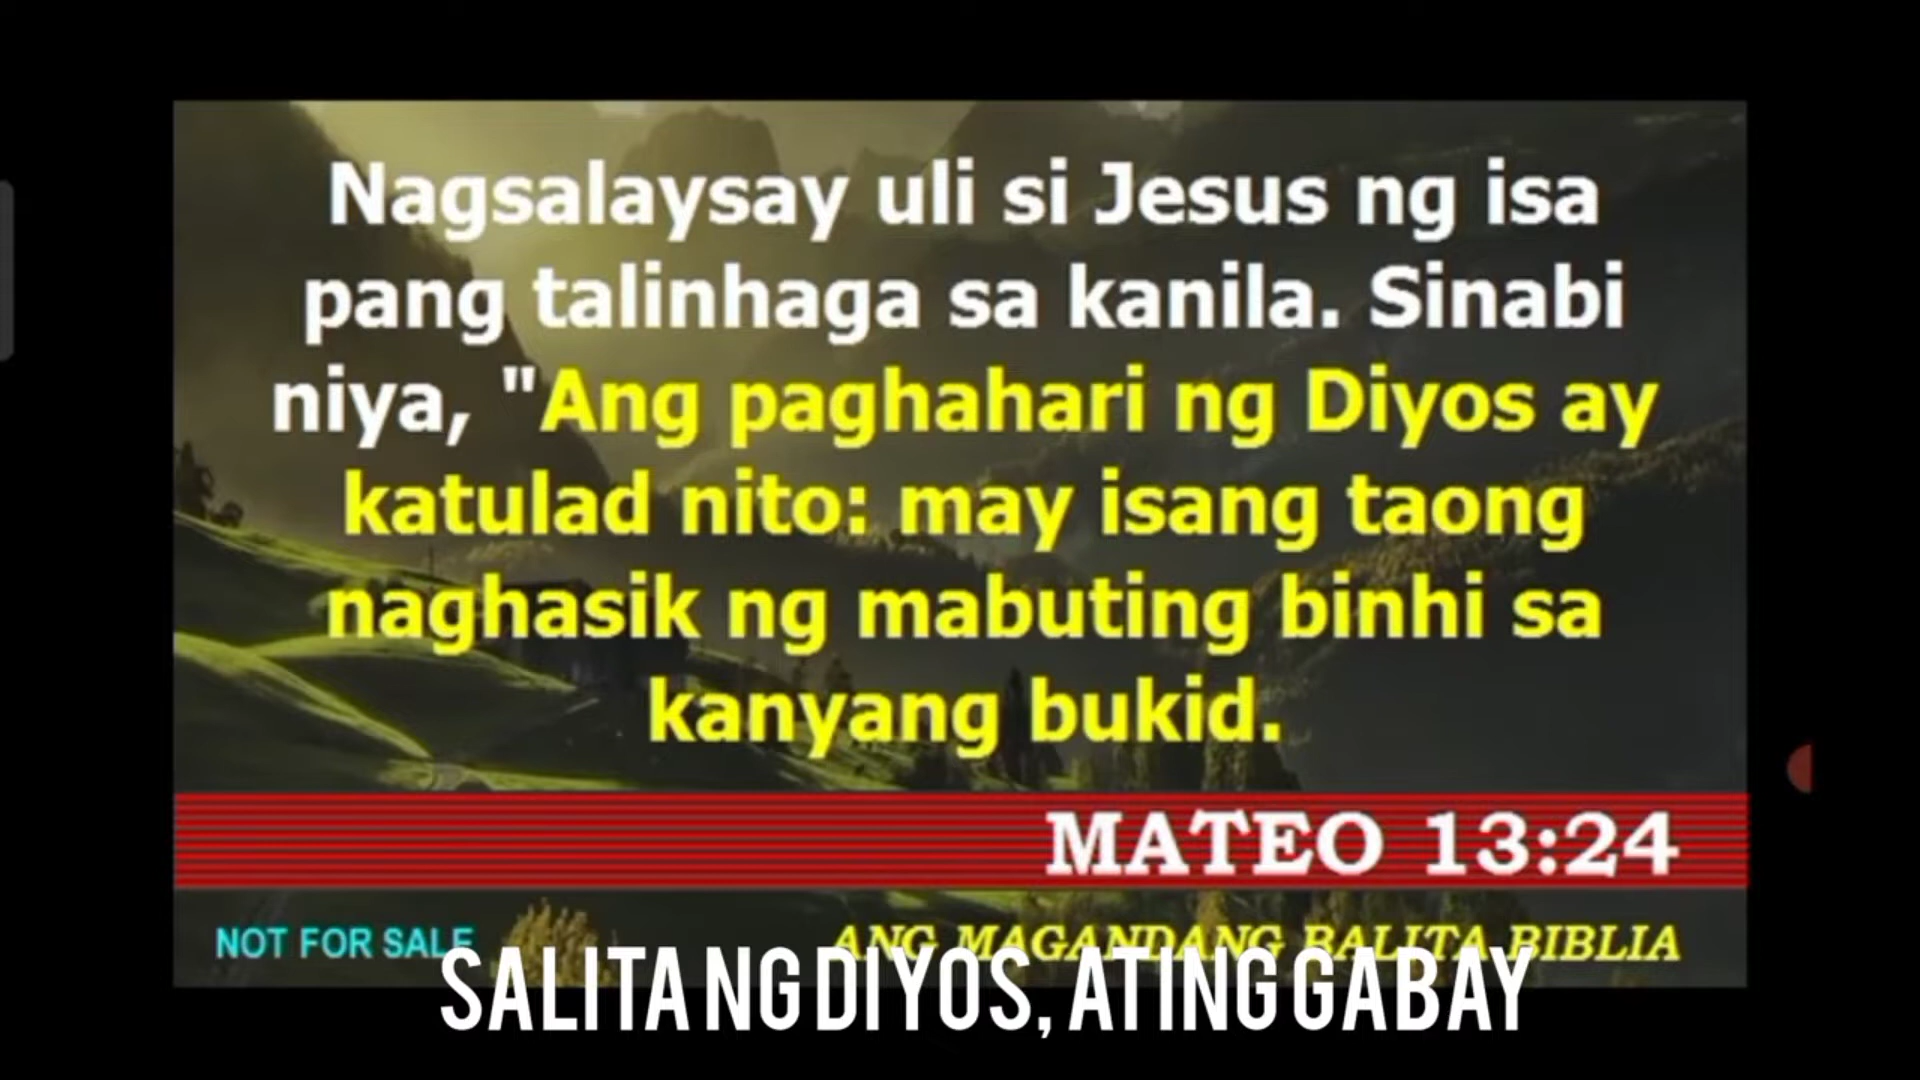 Nagsalaysay uli si Jesus ng isa
pang talinhaga sa kanila. Sinabi
niya, "Ang paghahari ng Diyos ay
katulad nito: may isang taong
naghasik ng mabuting binhi sa
kanyang bukid.
MATEO 13:24
NOT FOR SALE
ANG MAGANDANG BALITA BIBLIA
SALITA NG DIYOS, ATING GABAY